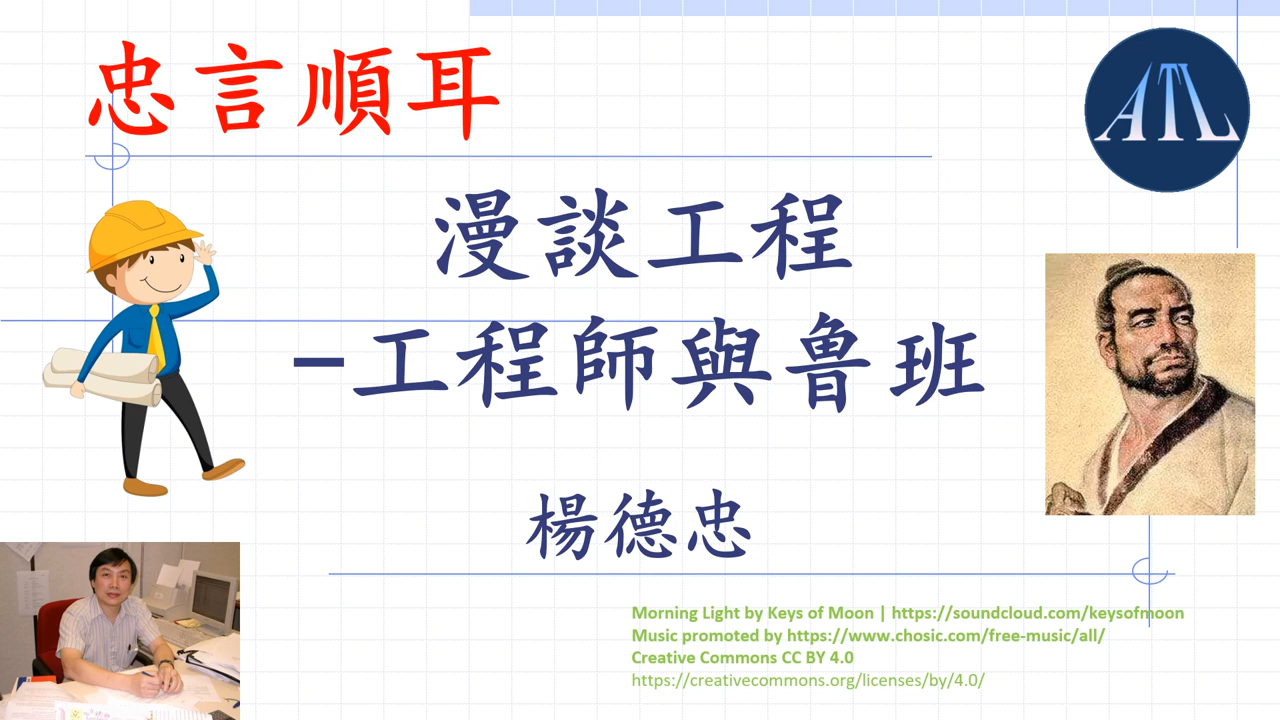 忠言順耳
ATL
漫談工程
–工程師與魯班
楊德忠
Morning Light by Keys of Moon | https://soundcloud.com/keysofmoon
Music promoted by https://www.chosic.com/free-music/all/
Creative Commons CC BY 4.0
https://creativecommons.org/licenses/by/4.0/